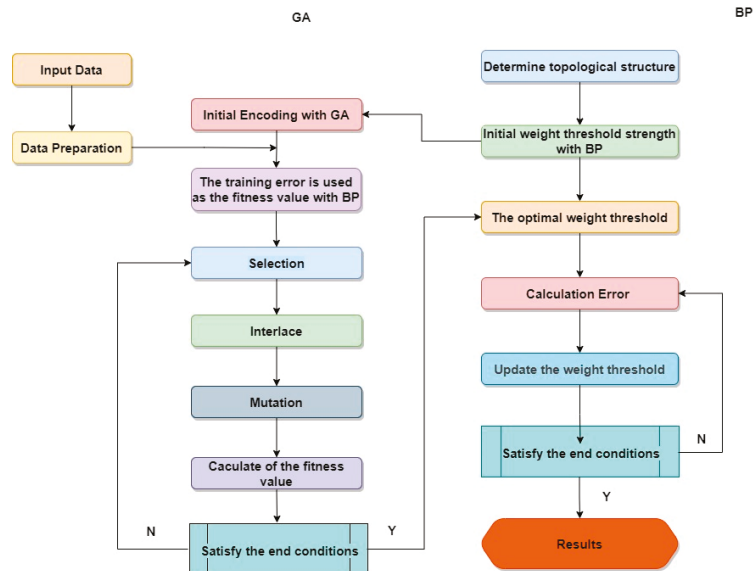 GA
BP
Input Data
Data Preparation
Initial Encoding with GA
The training error is used
as the fitness value with BP
Selection
Interlace
Mutation
Caculate of the fitness
value
N
Satisfy the end conditions
Y
Determine topological structure
Initial weight threshold strength
with BP
The optimal weight threshold
Calculation Error
Update the weight threshold
Satisfy the end conditions
N
Y
Results